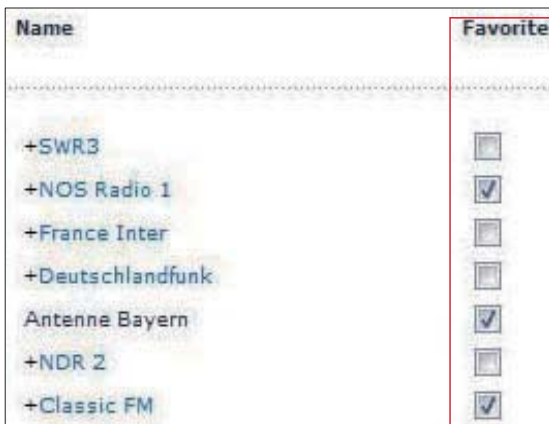 Name Favorite
+SWR3
+NOS Radio 1
+France Inter
+Deutschlandfunk
Antenne Bayern
+NDR 2
+Classic FM